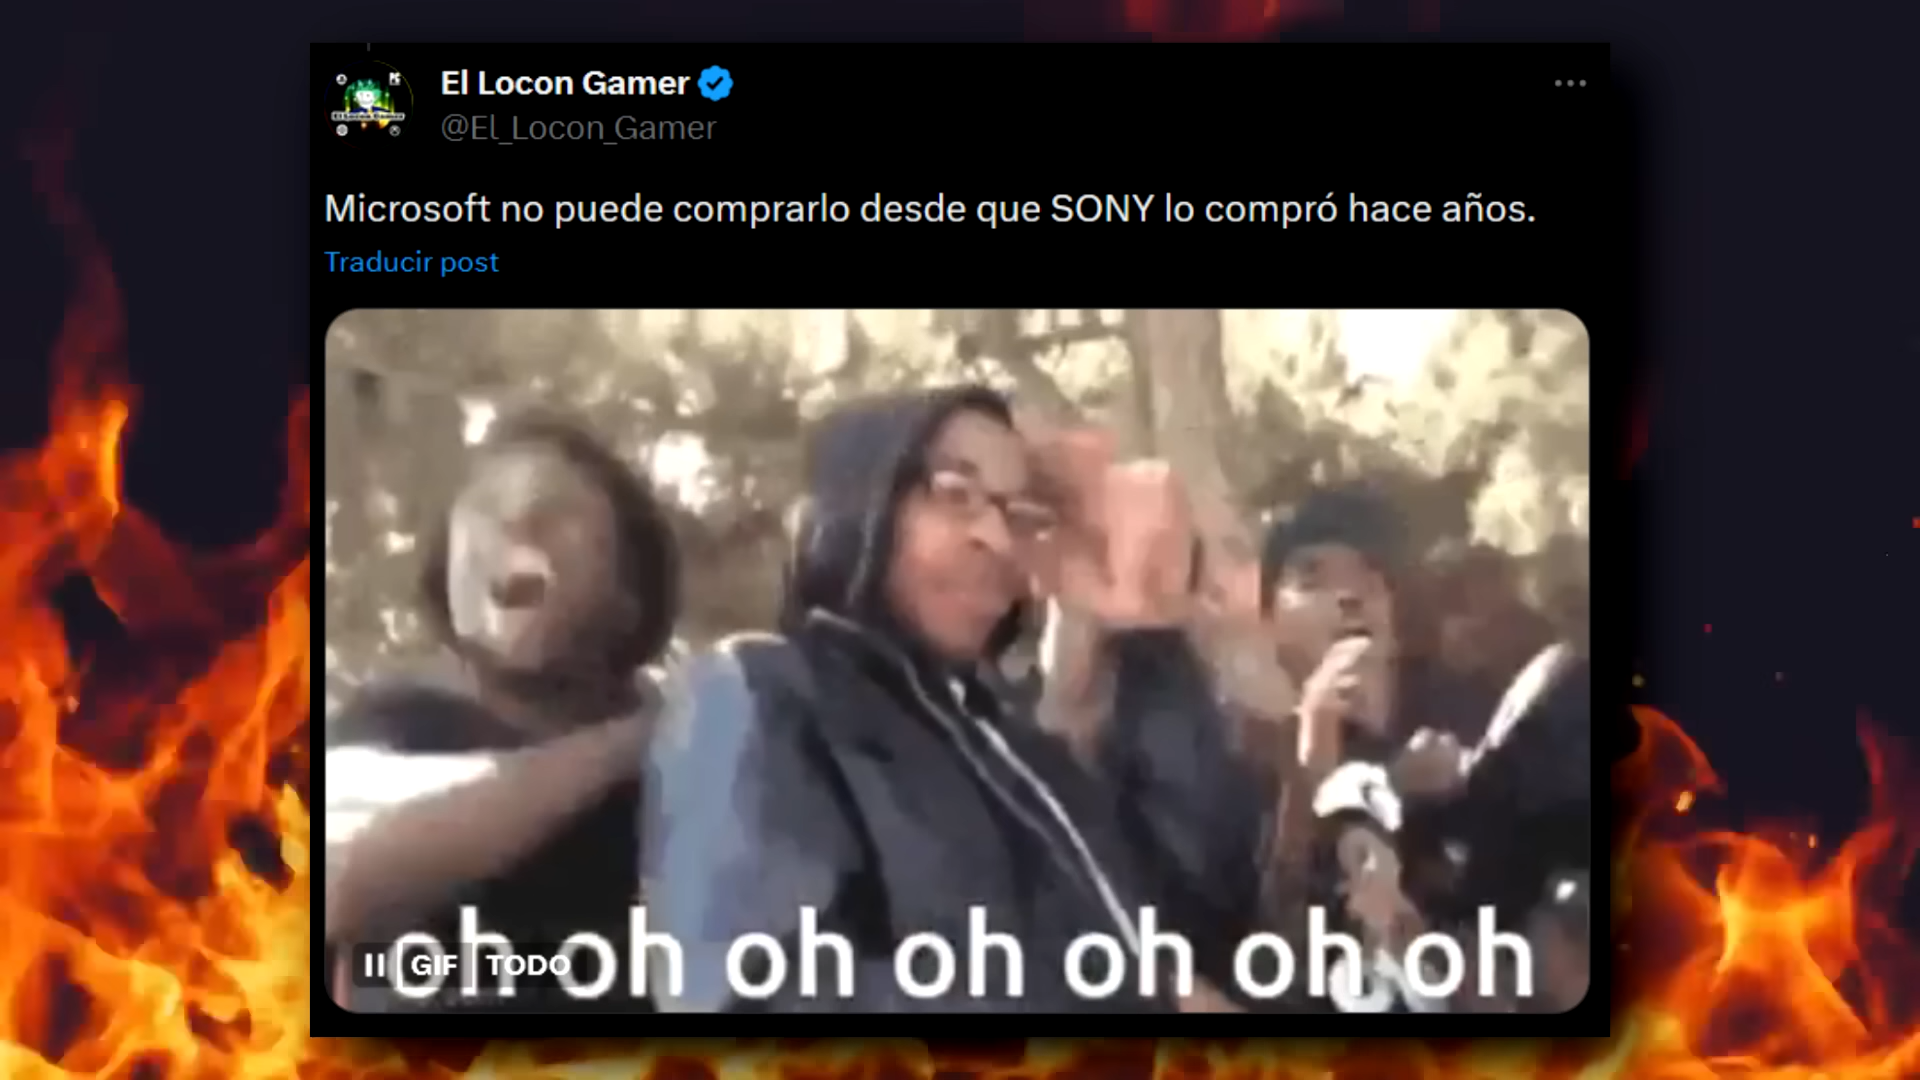 El Locon Gamer
@El_Locon_Gamer
Microsoft no puede comprarlo desde que SONY lo compró hace años.
Traducir post
oh oh oh oh oh oh oh
GIF TODO